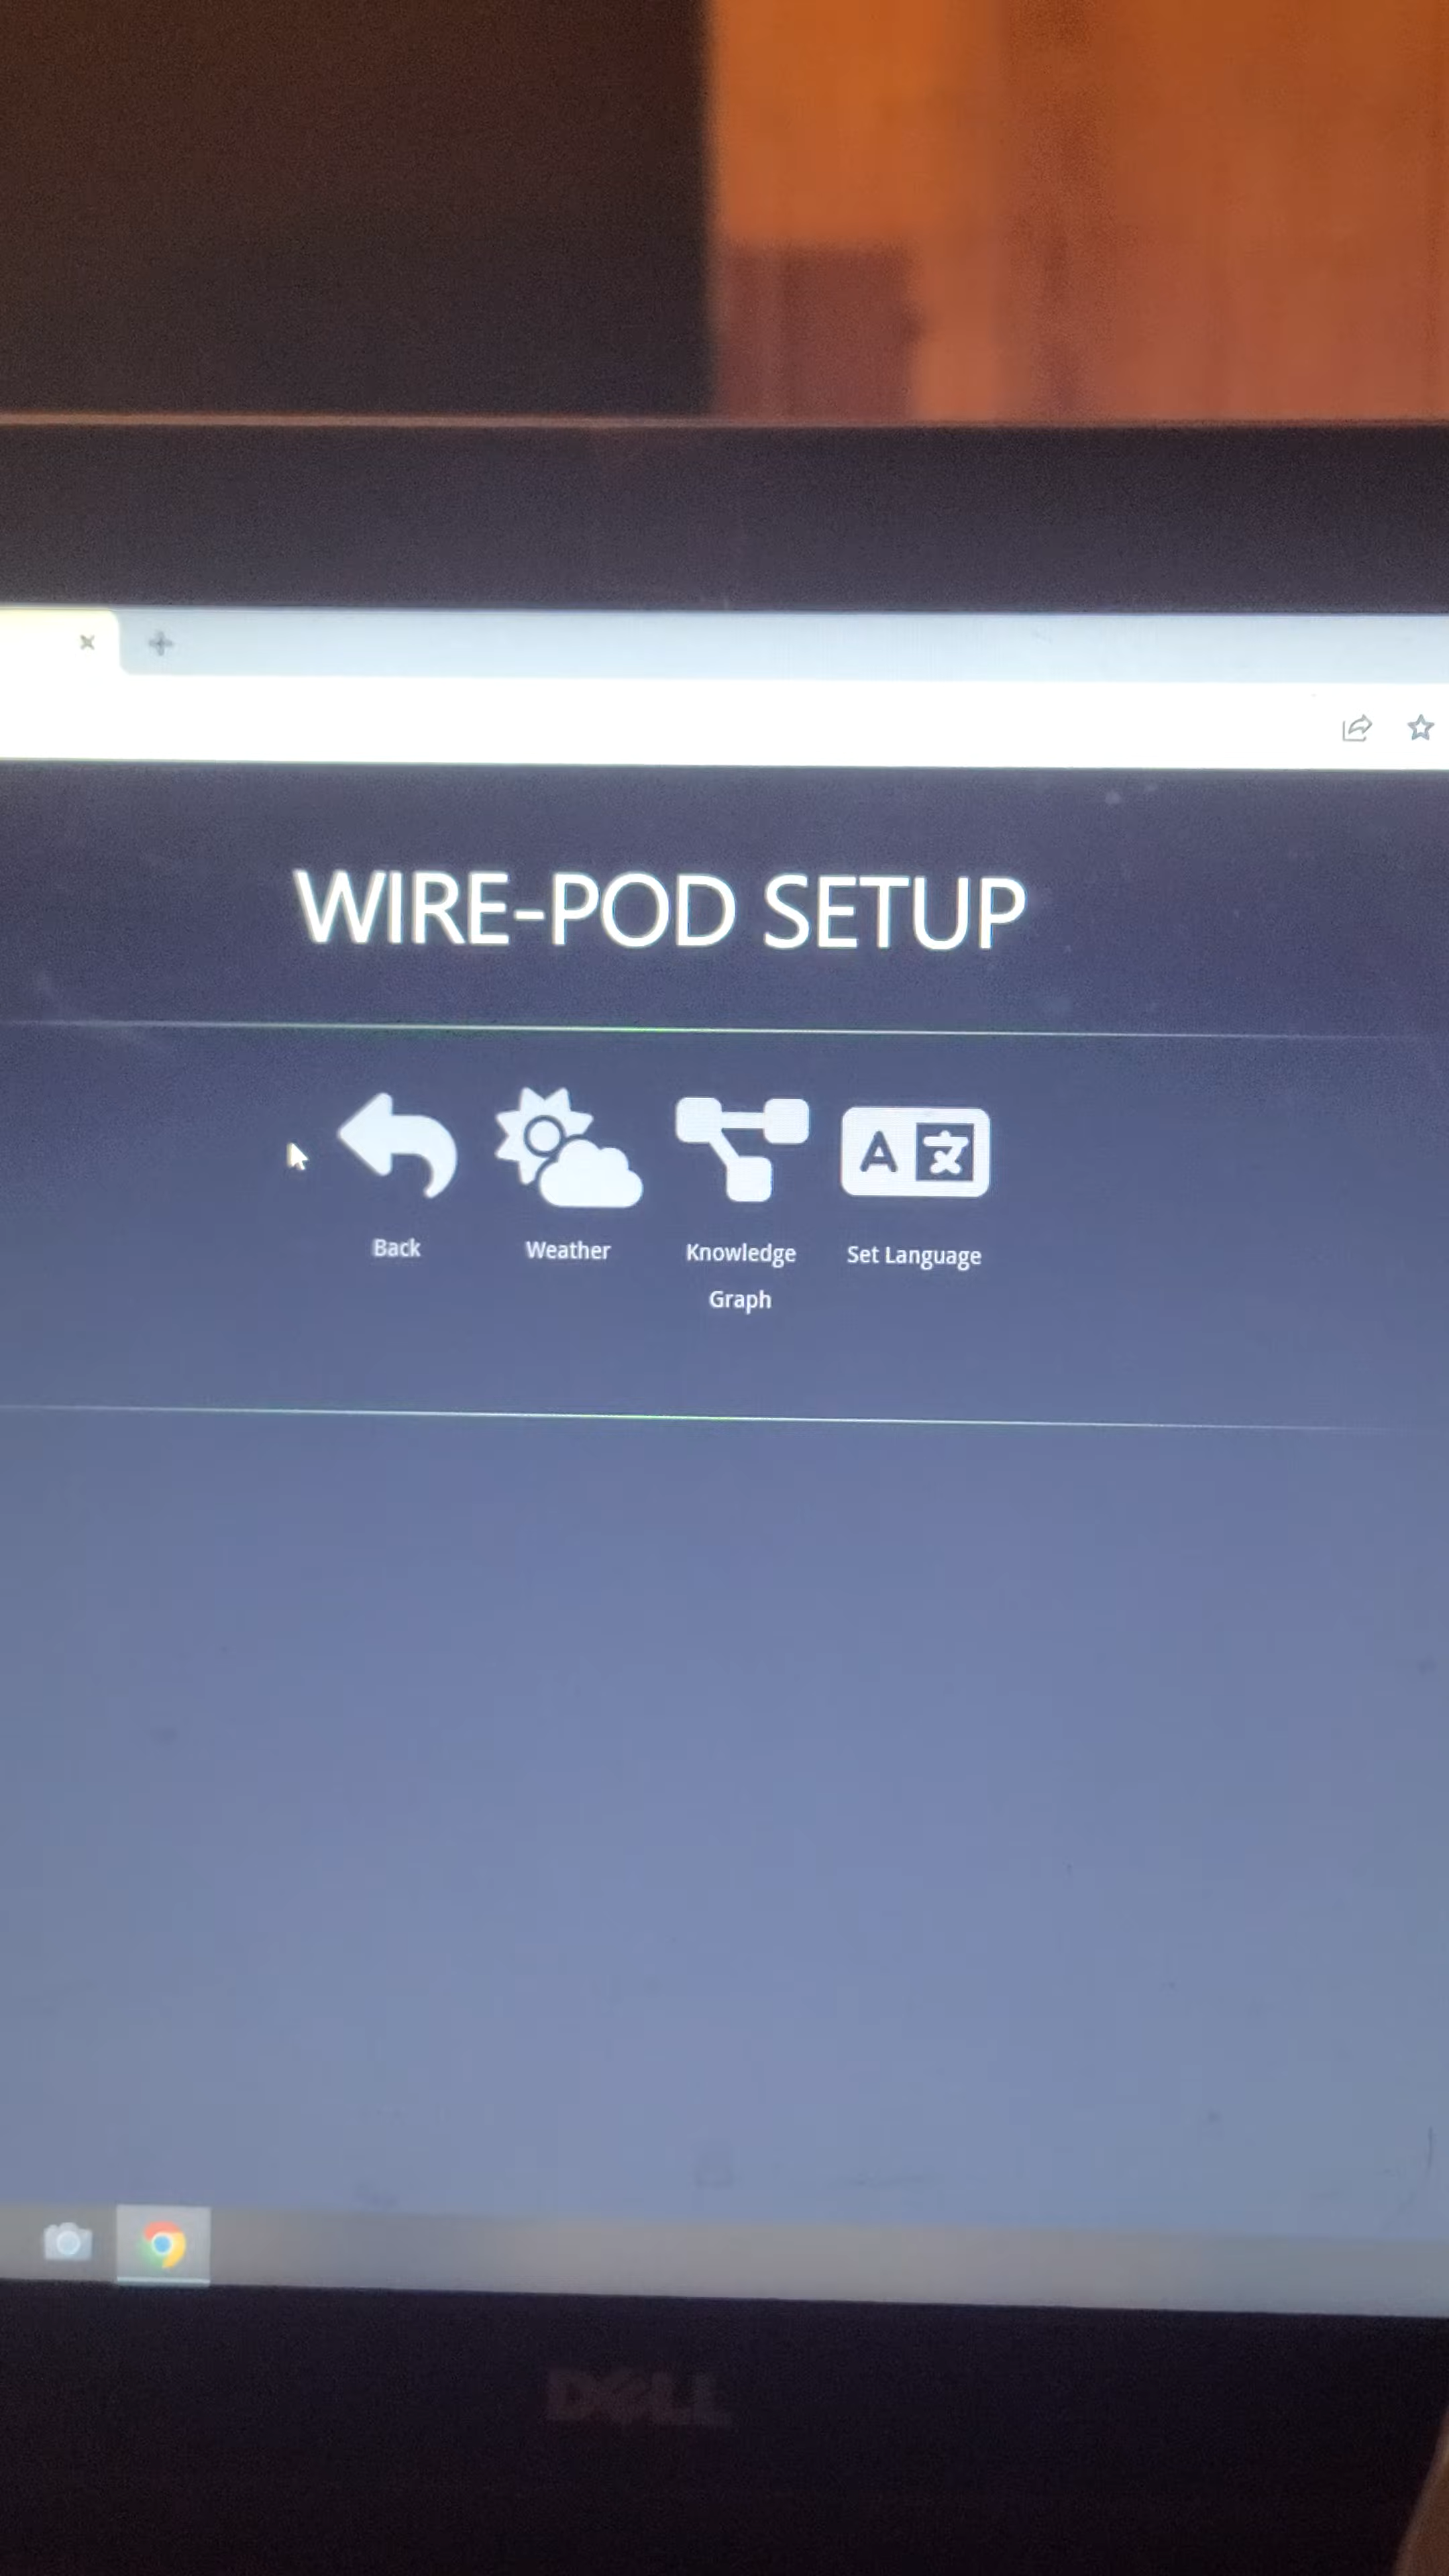 WIRE-POD SETUP
A 文
Back
Weather
Knowledge
Graph
Set Language
DELL